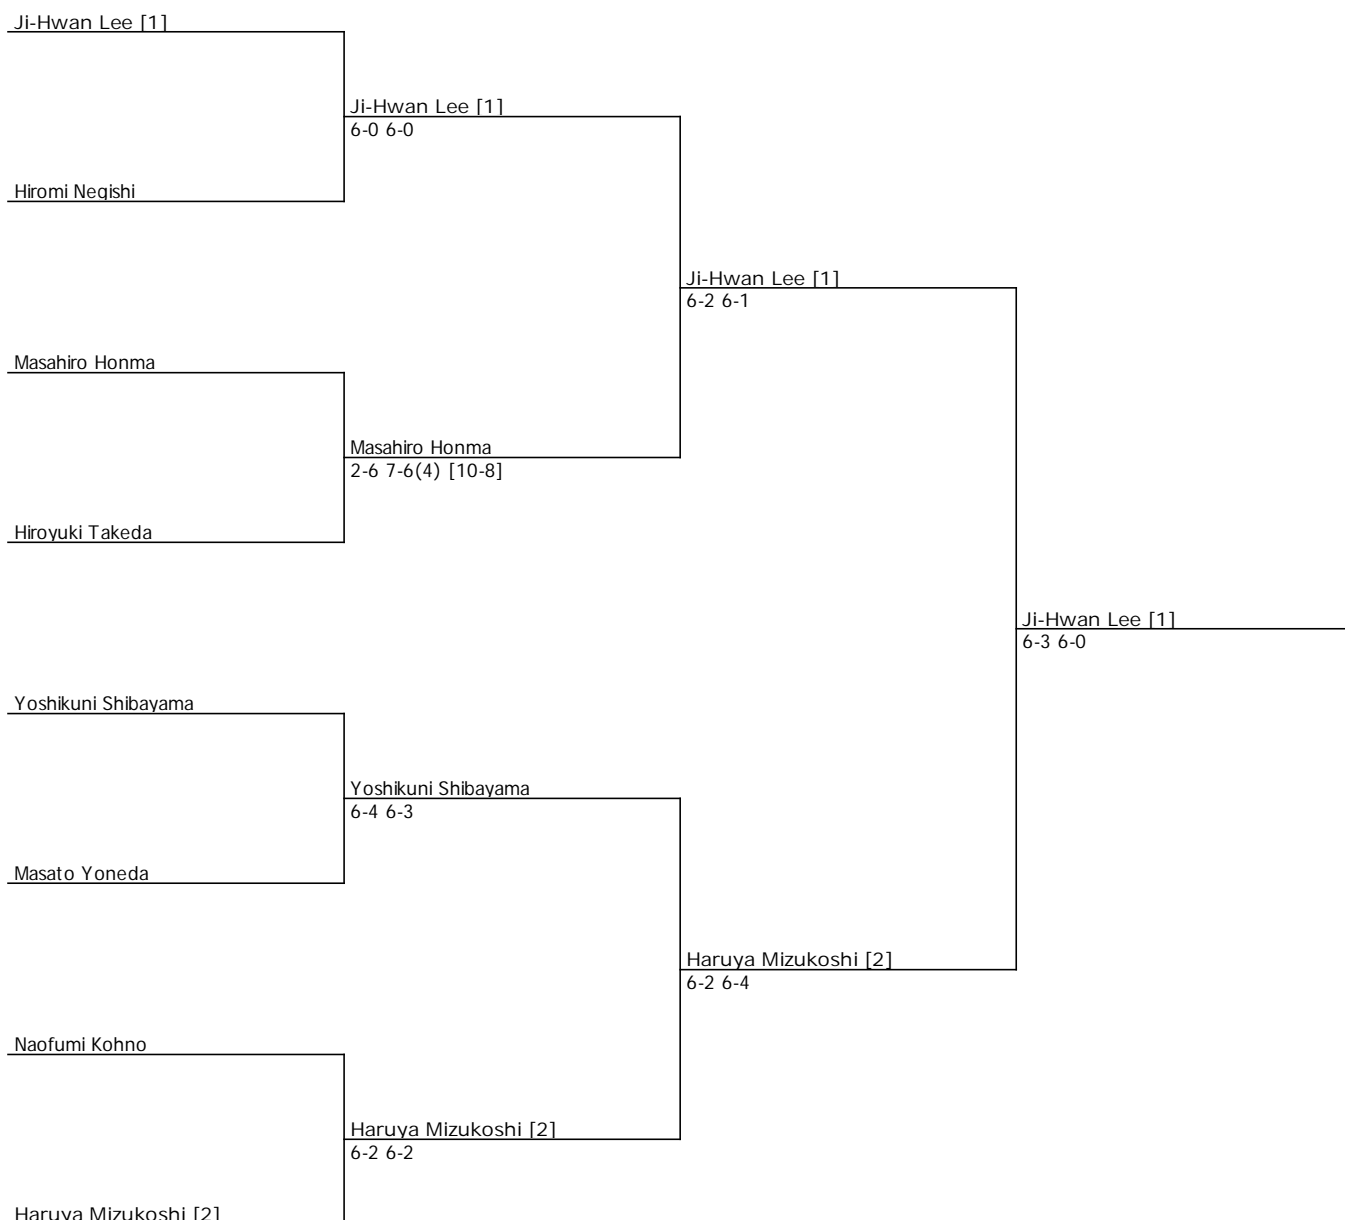 Ji-Hwan Lee [1]
Ji-Hwan Lee [1]
6-0 6-0
Hiromi Negishi
Ji-Hwan Lee [1]
6-2 6-1
Masahiro Honma
Masahiro Honma
2-6 7-6(4) [10-8]
Hiroyuki Takeda
Ji-Hwan Lee [1]
6-3 6-0
Yoshikuni Shibayama
Yoshikuni Shibayama
6-4 6-3
Masato Yoneda
Haruya Mizukoshi [2]
6-2 6-4
Naofumi Kohno
Haruya Mizukoshi [2]
6-2 6-2
Haruya Mizukoshi [2]